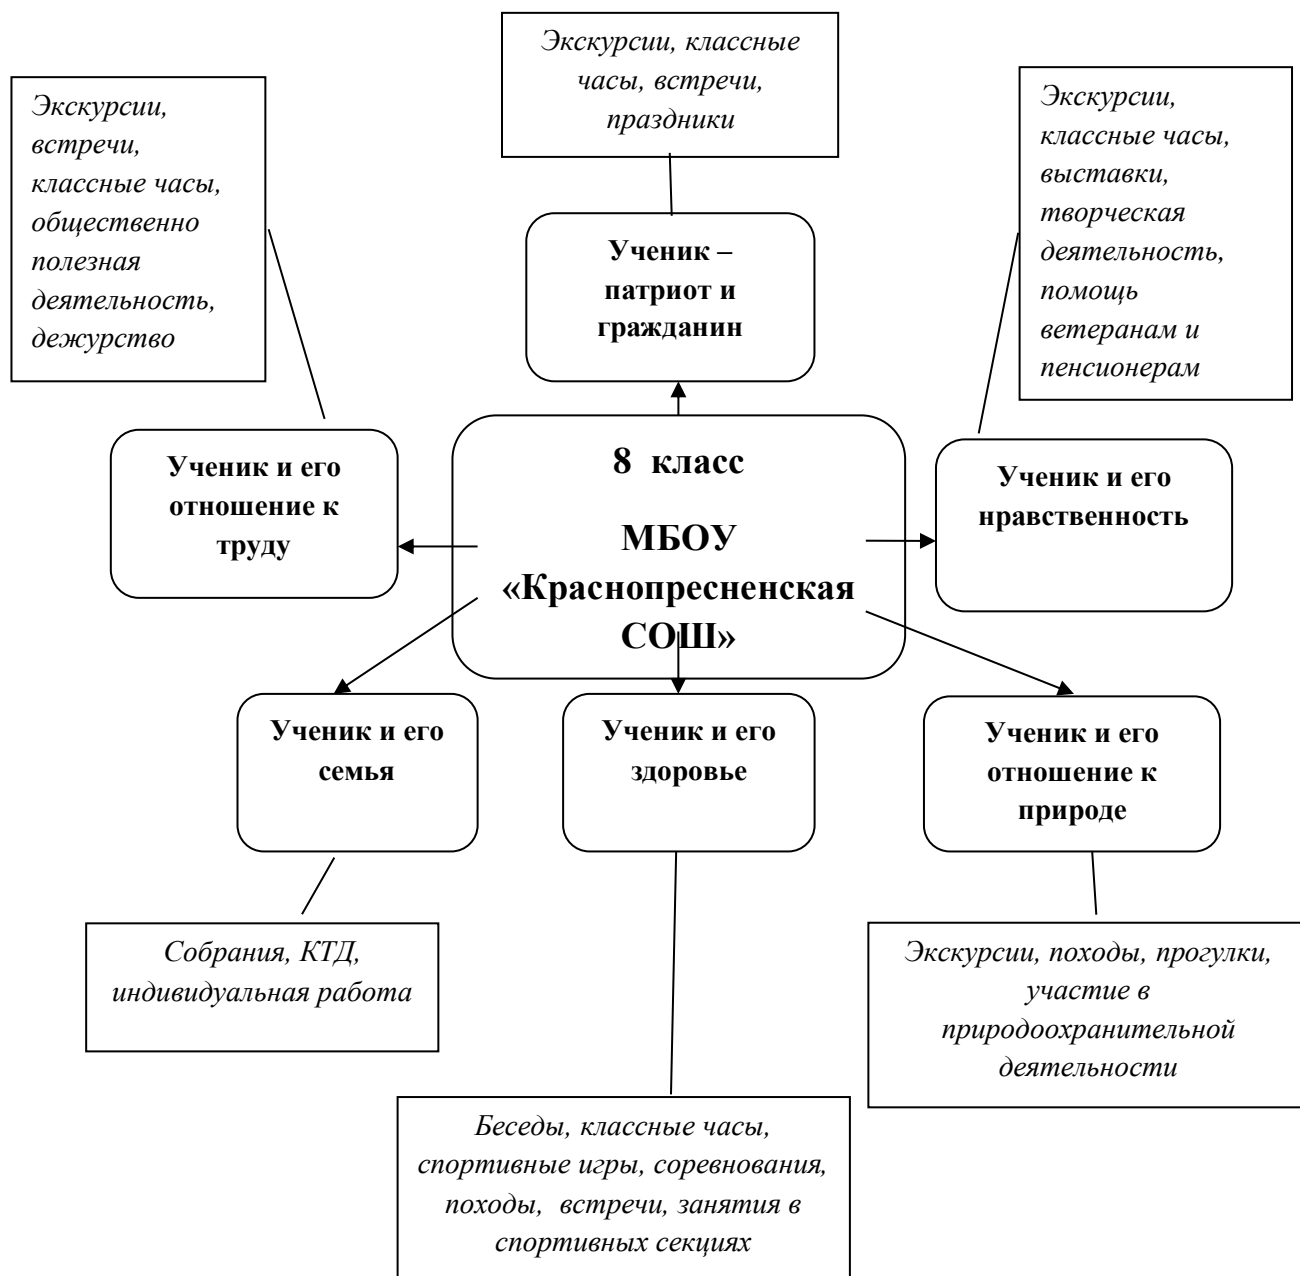 Экскурсии, классные
часы, встречи,
праздники
Экскурсии,
встречи,
классные часы,
общественно
полезная
деятельность,
дежурство
Экскурсии,
классные часы,
выставки,
творческая
деятельность,
помощь
ветеранам и
пенсионерам
Ученик –
патриот и
гражданин
Ученик и его
отношение к
труду
8 класс
МБОУ
«Краснопресненская
СОШ»
Ученик и его
нравственность
Ученик и его
семья
Ученик и его
здоровье
Ученик и его
отношение к
природе
Собрания, КТД,
индивидуальная работа
Экскурсии, походы, прогулки,
участие в
природоохранительной
деятельности
Беседы, классные часы,
спортивные игры, соревнования,
походы, встречи, занятия в
спортивных секциях